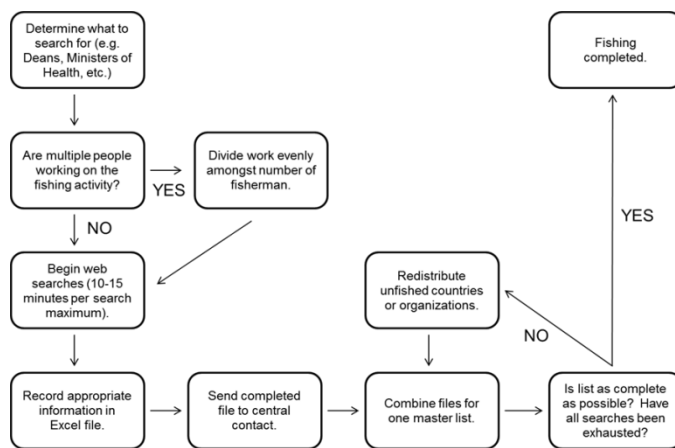 Determine what to
search for (e.g.
Deans, Ministers of
Health, etc.)
Fishing
completed.
Are multiple people
working on the
fishing activity?
YES
Divide work evenly
amongst number of
fisherman.
NO
YES
Begin web
searches (10-15
minutes per search
maximum).
Redistribute
unfished countries
or organizations.
NO
Record appropriate
information in
Excel file.
Send completed
file to central
contact.
Combine files for
one master list.
Is list as complete
as possible? Have
all searches been
exhausted?